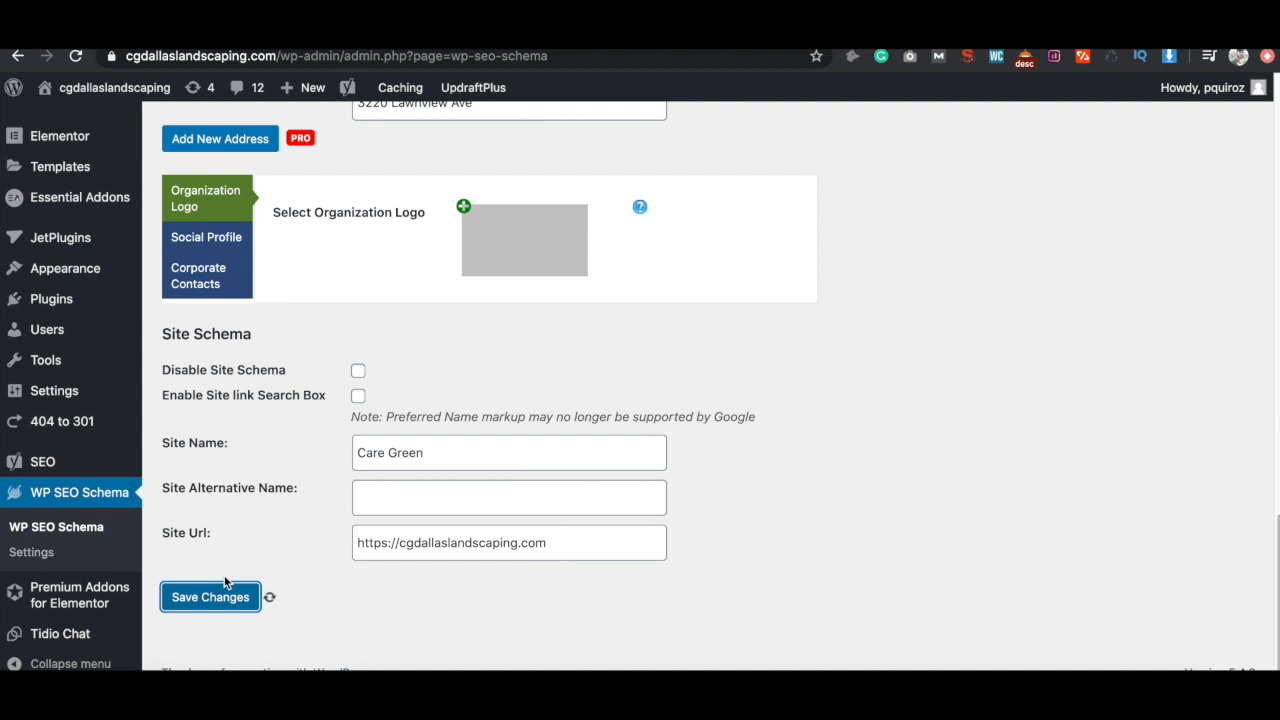 cgdallaslandscaping.com/wp-admin/admin.php?page=wp-seo-schema
desc
cgdallaslandscaping 4 12 New Caching UpdraftPlus Howdy, pquiroz
Elementor
Templates
Essential Addons
JetPlugins
Appearance
Plugins
Users
Tools
Settings
404 to 301
SEO
WP SEO Schema
WP SEO Schema
Settings
Premium Addons
for Elementor
Tidio Chat
Collapse menu
3220 Lawnview Ave
Add New Address PRO
Organization
Logo
Social Profile
Corporate
Contacts
Select Organization Logo
Site Schema
Disable Site Schema
Enable Site link Search Box
Note: Preferred Name markup may no longer be supported by Google
Site Name: Care Green
Site Alternative Name:
Site Url: https://cgdallaslandscaping.com
Save Changes